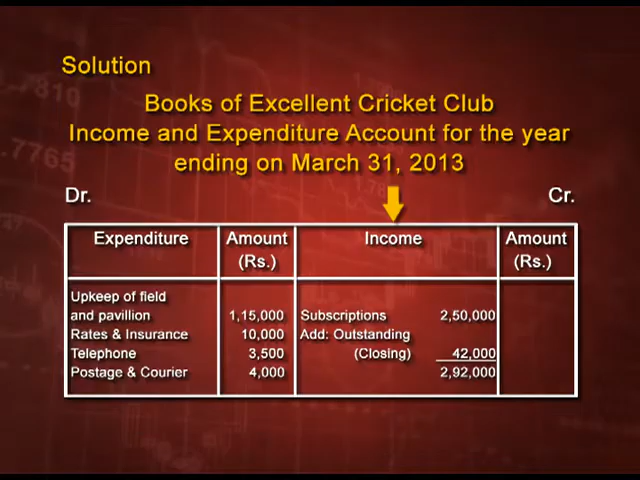 Solution
Books of Excellent Cricket Club
Income and Expenditure Account for the year
ending on March 31, 2013
Dr. Cr.
Expenditure Amount Income Amount
(Rs.) (Rs.)
Upkeep of field
and pavillion 1,15,000 Subscriptions 2,50,000
Rates & Insurance 10,000 Add: Outstanding
Telephone 3,500 (Closing) 42,000
Postage & Courier 4,000 2,92,000